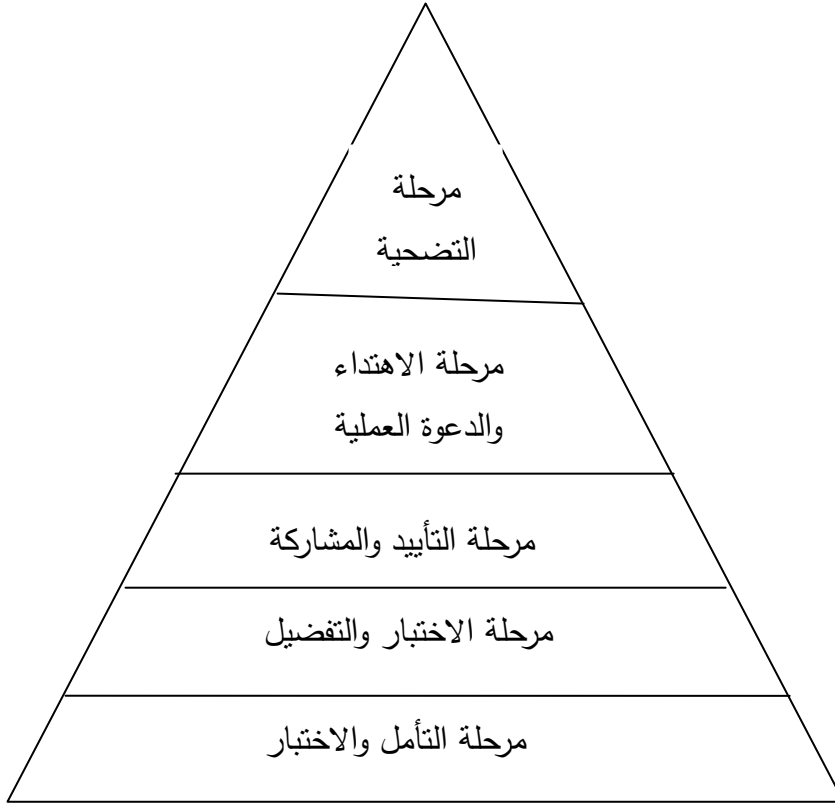 مرحلة
التضحية
مرحلة الاهتداء
والدعوة العملية
مرحلة التأييد والمشاركة
مرحلة الاختبار والتفضيل
مرحلة التأمل والاختبار